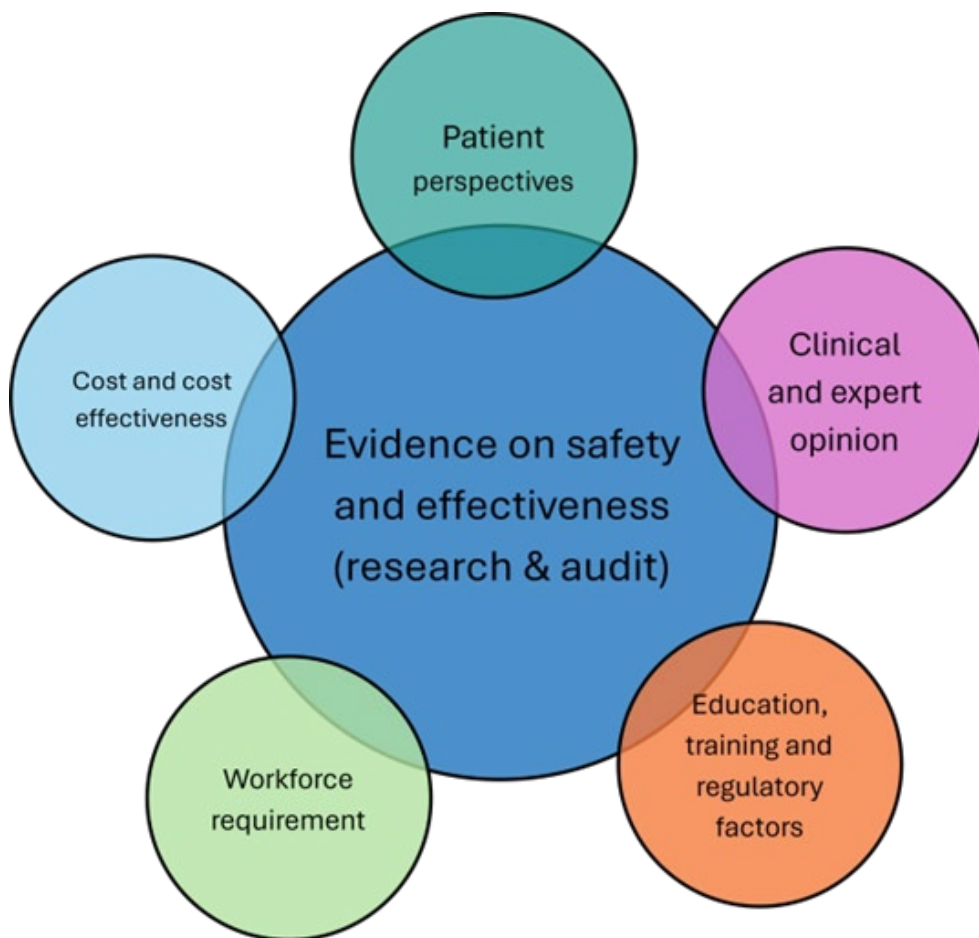 Patient
perspectives
Cost and cost
effectiveness
Clinical
and expert
opinion
Evidence on safety
and effectiveness
(research & audit)
Workforce
requirement
Education,
training and
regulatory
factors